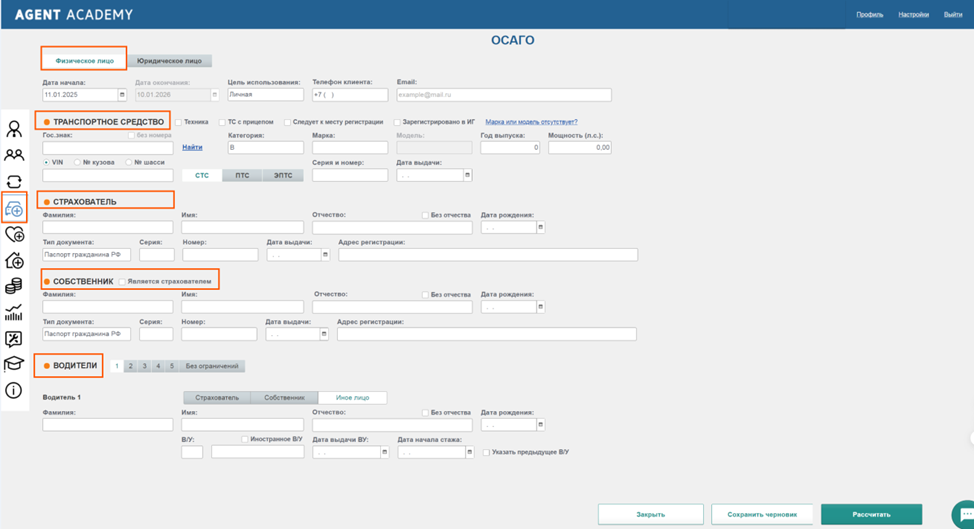 AGENT ACADEMY
Профиль Настройки Выйти
ОСАГО
Физическое лицо Юридическое лицо
Дата начала: Дата окончания: Цель использования: Телефон клиента: Email:
11.01.2025 10.01.2026 Личная +7 ( ) example@mail.ru
ТРАНСПОРТНОЕ СРЕДСТВО Техника ТС с прицепом Следует к месту регистрации Зарегистрировано в ИГ Марка или модель отсутствует?
Гос.знак: без номера Категория: Марка: Модель: Год выпуска: Мощность (л.с.):
Найти B 0 0,00
VIN № кузова № шасси Серия и номер: Дата выдачи:
СТС ПТС ЭПТС . .
СТРАХОВАТЕЛЬ
Фамилия: Имя: Отчество: Без отчества Дата рождения:
. .
Тип документа: Серия: Номер: Дата выдачи: Адрес регистрации:
Паспорт гражданина РФ . .
СОБСТВЕННИК Является страхователем
Фамилия: Имя: Отчество: Без отчества Дата рождения:
. .
Тип документа: Серия: Номер: Дата выдачи: Адрес регистрации:
Паспорт гражданина РФ . .
ВОДИТЕЛИ 1 2 3 4 5 Без ограничений
Водитель 1 Страхователь Собственник Иное лицо
Фамилия: Имя: Отчество: Без отчества Дата рождения:
. .
В/У: Иностранное В/У Дата выдачи ВУ: Дата начала стажа:
. . . . Указать предыдущее В/У
Закрыть Сохранить черновик Рассчитать